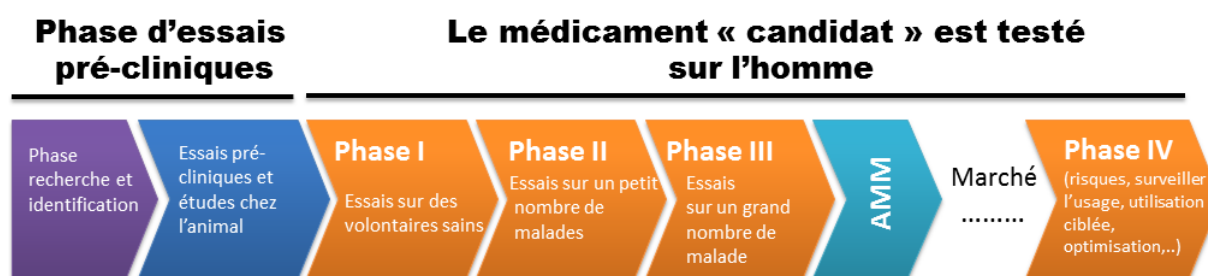 Phase d'essais
pré-cliniques
Le médicament « candidat » est testé
sur l'homme
Phase
recherche et
identification
Essais pré-
cliniques et
études chez
l'animal
Phase I
Essais sur des
volontaires sains
Phase II
Essais sur un petit
nombre de
malades
Phase III
Essais
sur un grand
nombre de
malade
AMM
Marché
.........
Phase IV
(risques, surveiller
l'usage, utilisation
ciblée,
optimisation,..)